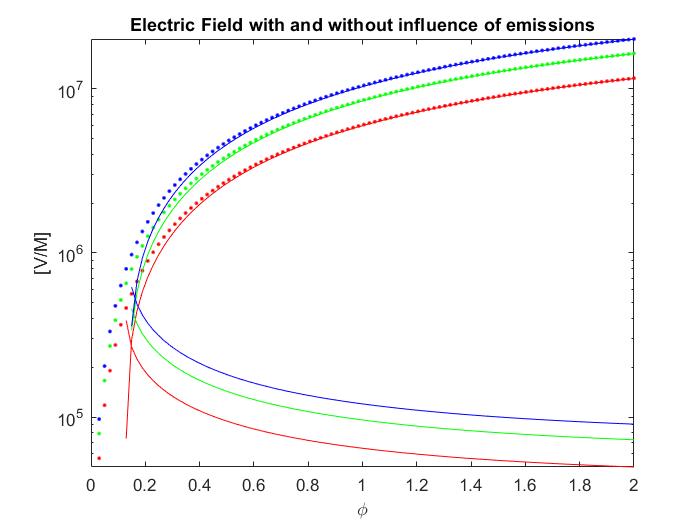 Electric Field with and without influence of emissions
10^7
10^6
10^5
[V/M]
0 0.2 0.4 0.6 0.8 1 1.2 1.4 1.6 1.8 2
ϕ